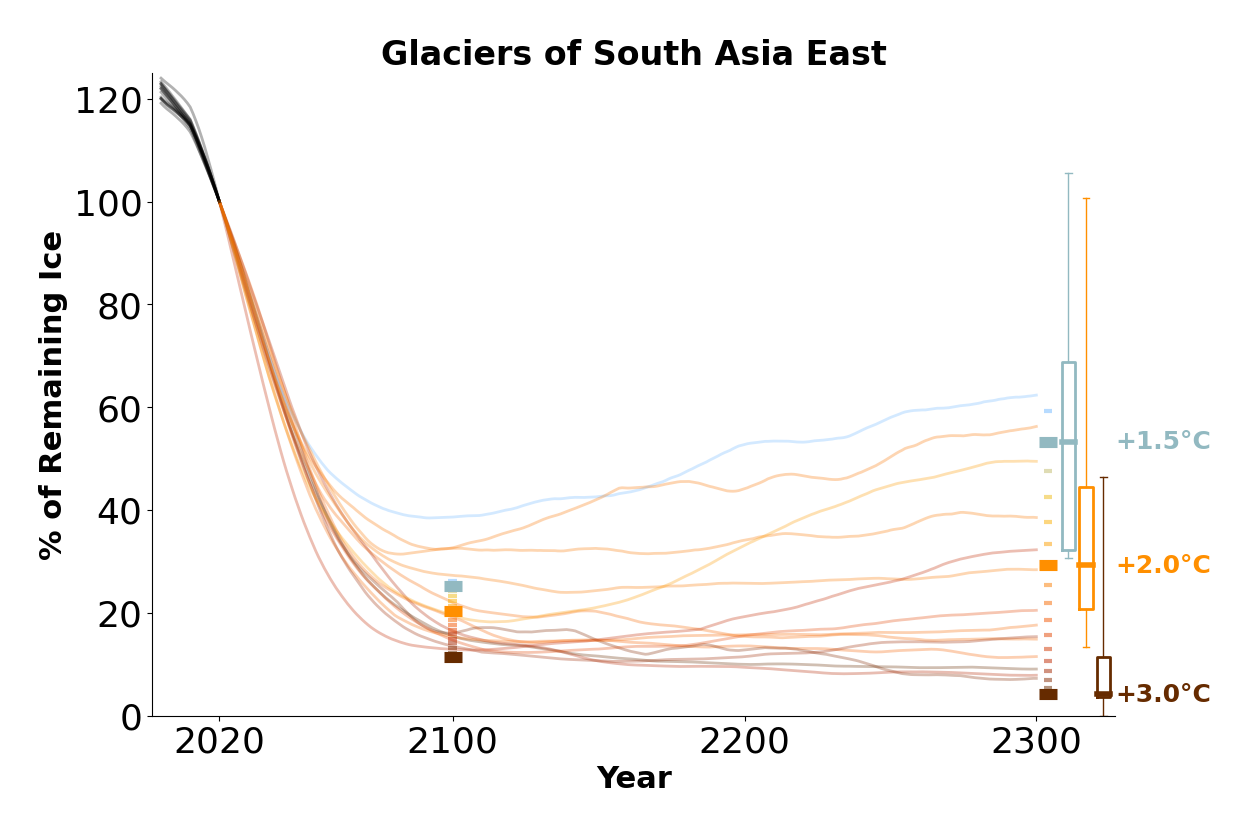 Glaciers of South Asia East
% of Remaining Ice
120
100
80
60
40
20
0
2020 2100 2200 2300
Year
+1.5°C
+2.0°C
+3.0°C